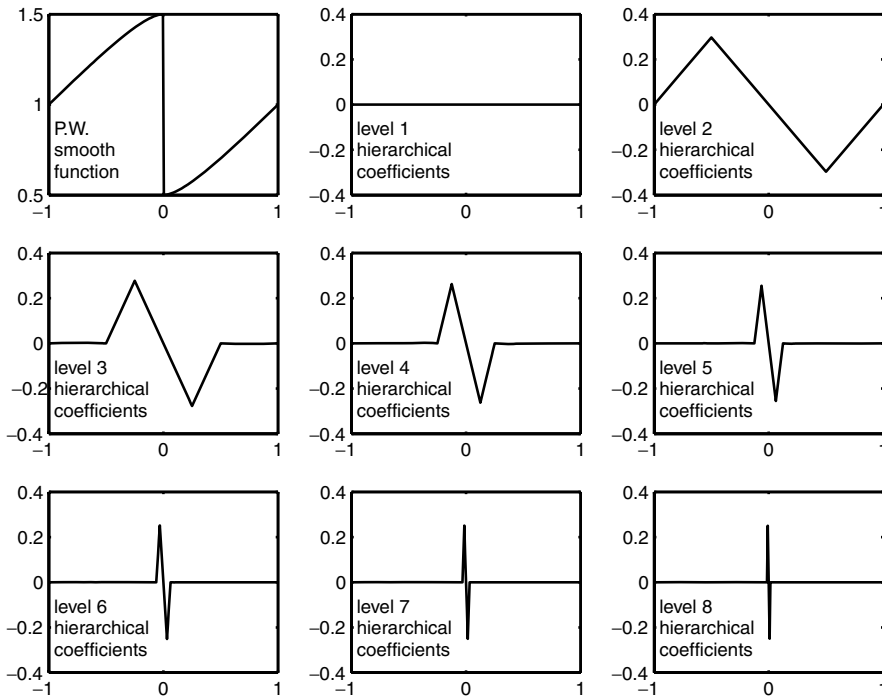 1.5
1
0.5
−1 0 1
P.W.
smooth
function
0.4
0.2
0
−0.2
−0.4
−1 0 1
level 1
hierarchical
coefficients
0.4
0.2
0
−0.2
−0.4
−1 0 1
level 2
hierarchical
coefficients
0.4
0.2
0
−0.2
−0.4
−1 0 1
level 3
hierarchical
coefficients
0.4
0.2
0
−0.2
−0.4
−1 0 1
level 4
hierarchical
coefficients
0.4
0.2
0
−0.2
−0.4
−1 0 1
level 5
hierarchical
coefficients
0.4
0.2
0
−0.2
−0.4
−1 0 1
level 6
hierarchical
coefficients
0.4
0.2
0
−0.2
−0.4
−1 0 1
level 7
hierarchical
coefficients
0.4
0.2
0
−0.2
−0.4
−1 0 1
level 8
hierarchical
coefficients